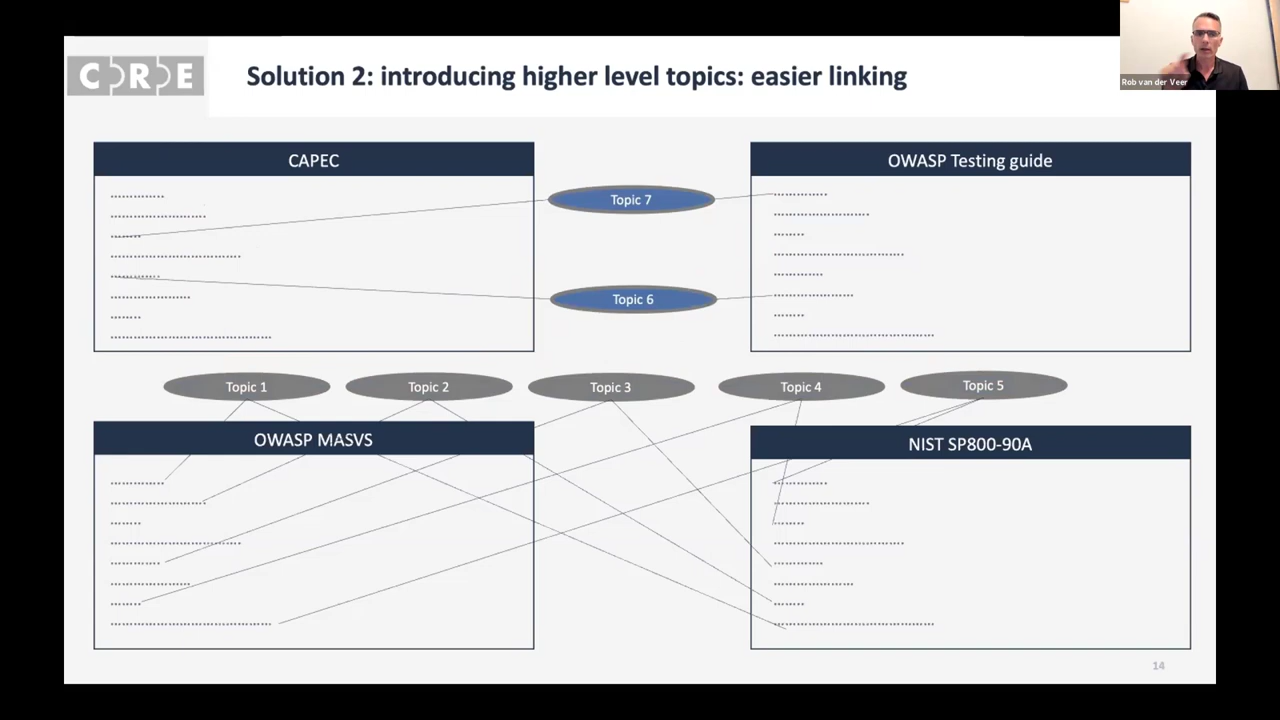 CRE
Solution 2: introducing higher level topics: easier linking
Rob van der Veer
CAPEC
OWASP Testing guide
Topic 7
Topic 6
Topic 1
Topic 2
Topic 3
Topic 4
Topic 5
OWASP MASVS
NIST SP800-90A
14